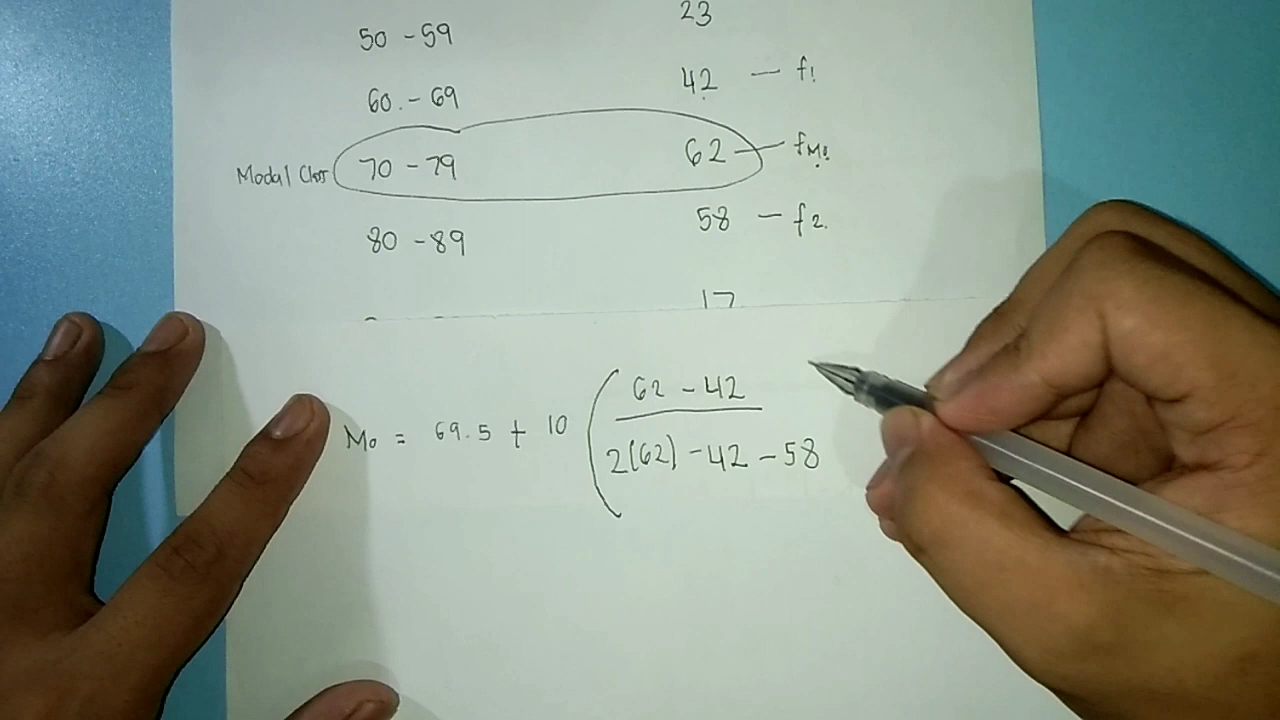 23
50 - 59
42 — f1
60 - 69
62 — fMo
Modal Class 70 - 79
58 — f2
80 - 89
17
62 - 42
Mo = 69.5 + 10 (
2(62) - 42 - 58